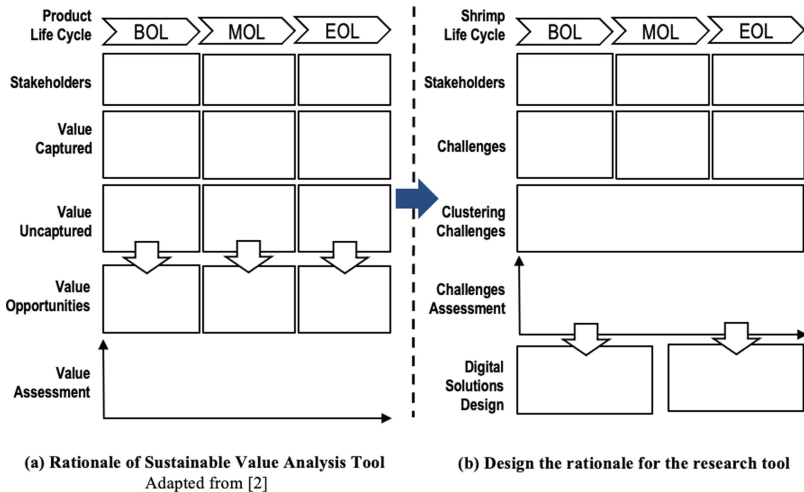 Product
Life Cycle
BOL
MOL
EOL
Stakeholders
Value
Captured
Value
Uncaptured
Value
Opportunities
Value
Assessment
(a) Rationale of Sustainable Value Analysis Tool
Adapted from [2]
Shrimp
Life Cycle
BOL
MOL
EOL
Stakeholders
Challenges
Clustering
Challenges
Challenges
Assessment
Digital
Solutions
Design
(b) Design the rationale for the research tool